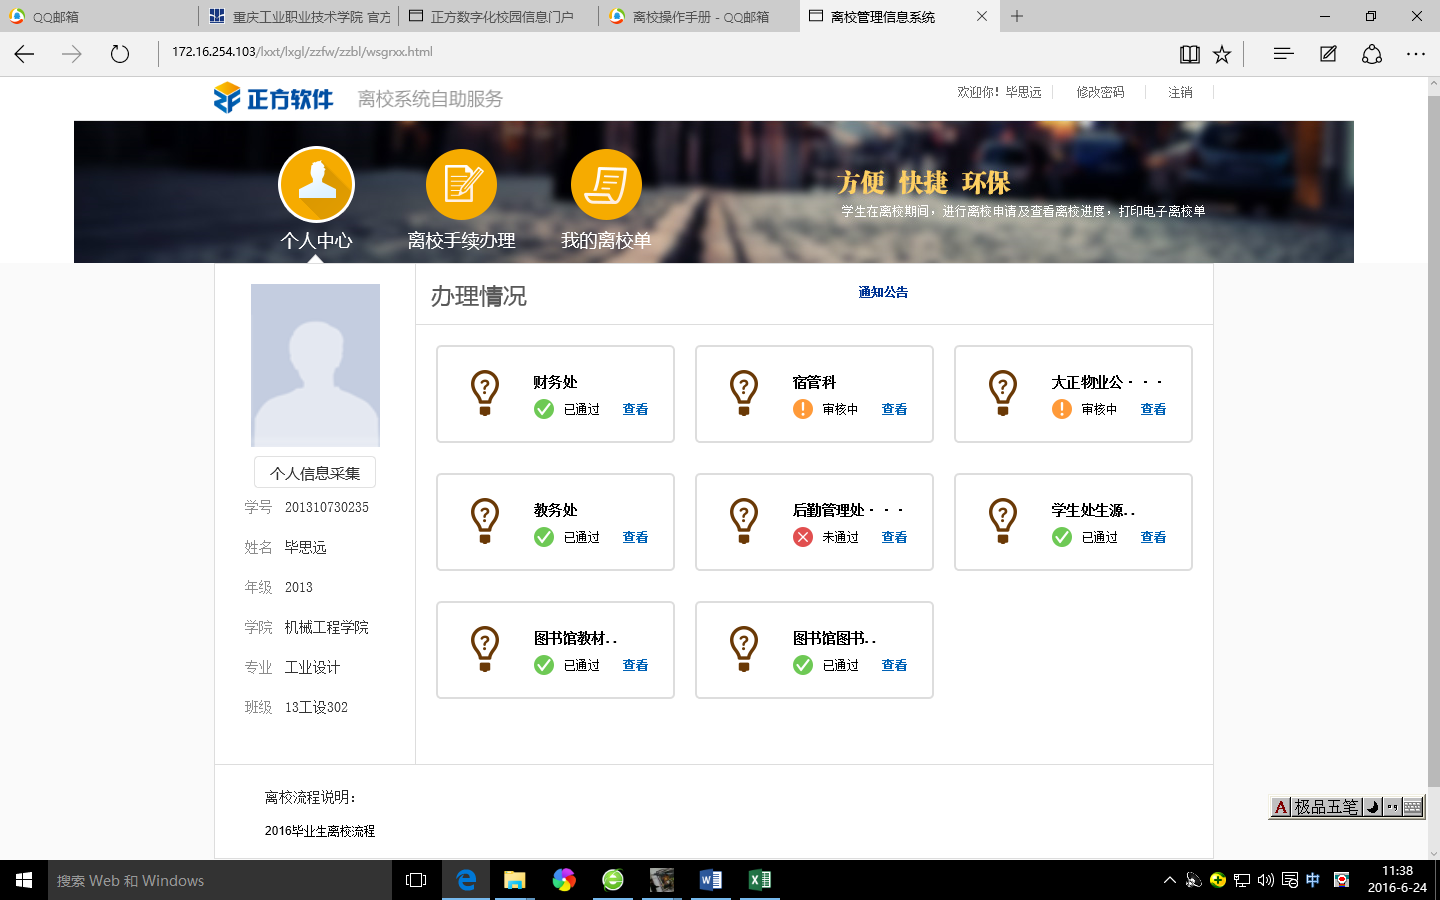 QQ邮箱
重庆工业职业技术学院 官方
正方数字化校园信息门户
离校操作手册 - QQ邮箱
离校管理信息系统
172.16.254.103/lxxt/lxgl/zzfw/zzbl/wsgrxx.html
正方软件 离校系统自助服务
欢迎你！毕思远 修改密码 注销
方便 快捷 环保
学生在离校期间，进行离校申请及查看离校进度，打印电子离校单
个人中心 离校手续办理 我的离校单
办理情况
通知公告
财务处
已通过 查看
宿管科
审核中 查看
大正物业公···
审核中 查看
教务处
已通过 查看
后勤管理处···
未通过 查看
学生处生源..
已通过 查看
图书馆教材..
已通过 查看
图书馆图书..
已通过 查看
个人信息采集
学号 201310730235
姓名 毕思远
年级 2013
学院 机械工程学院
专业 工业设计
班级 13工设302
离校流程说明：
2016毕业生离校流程
A 极品五笔
搜索 Web 和 Windows
中
11:38
2016-6-24